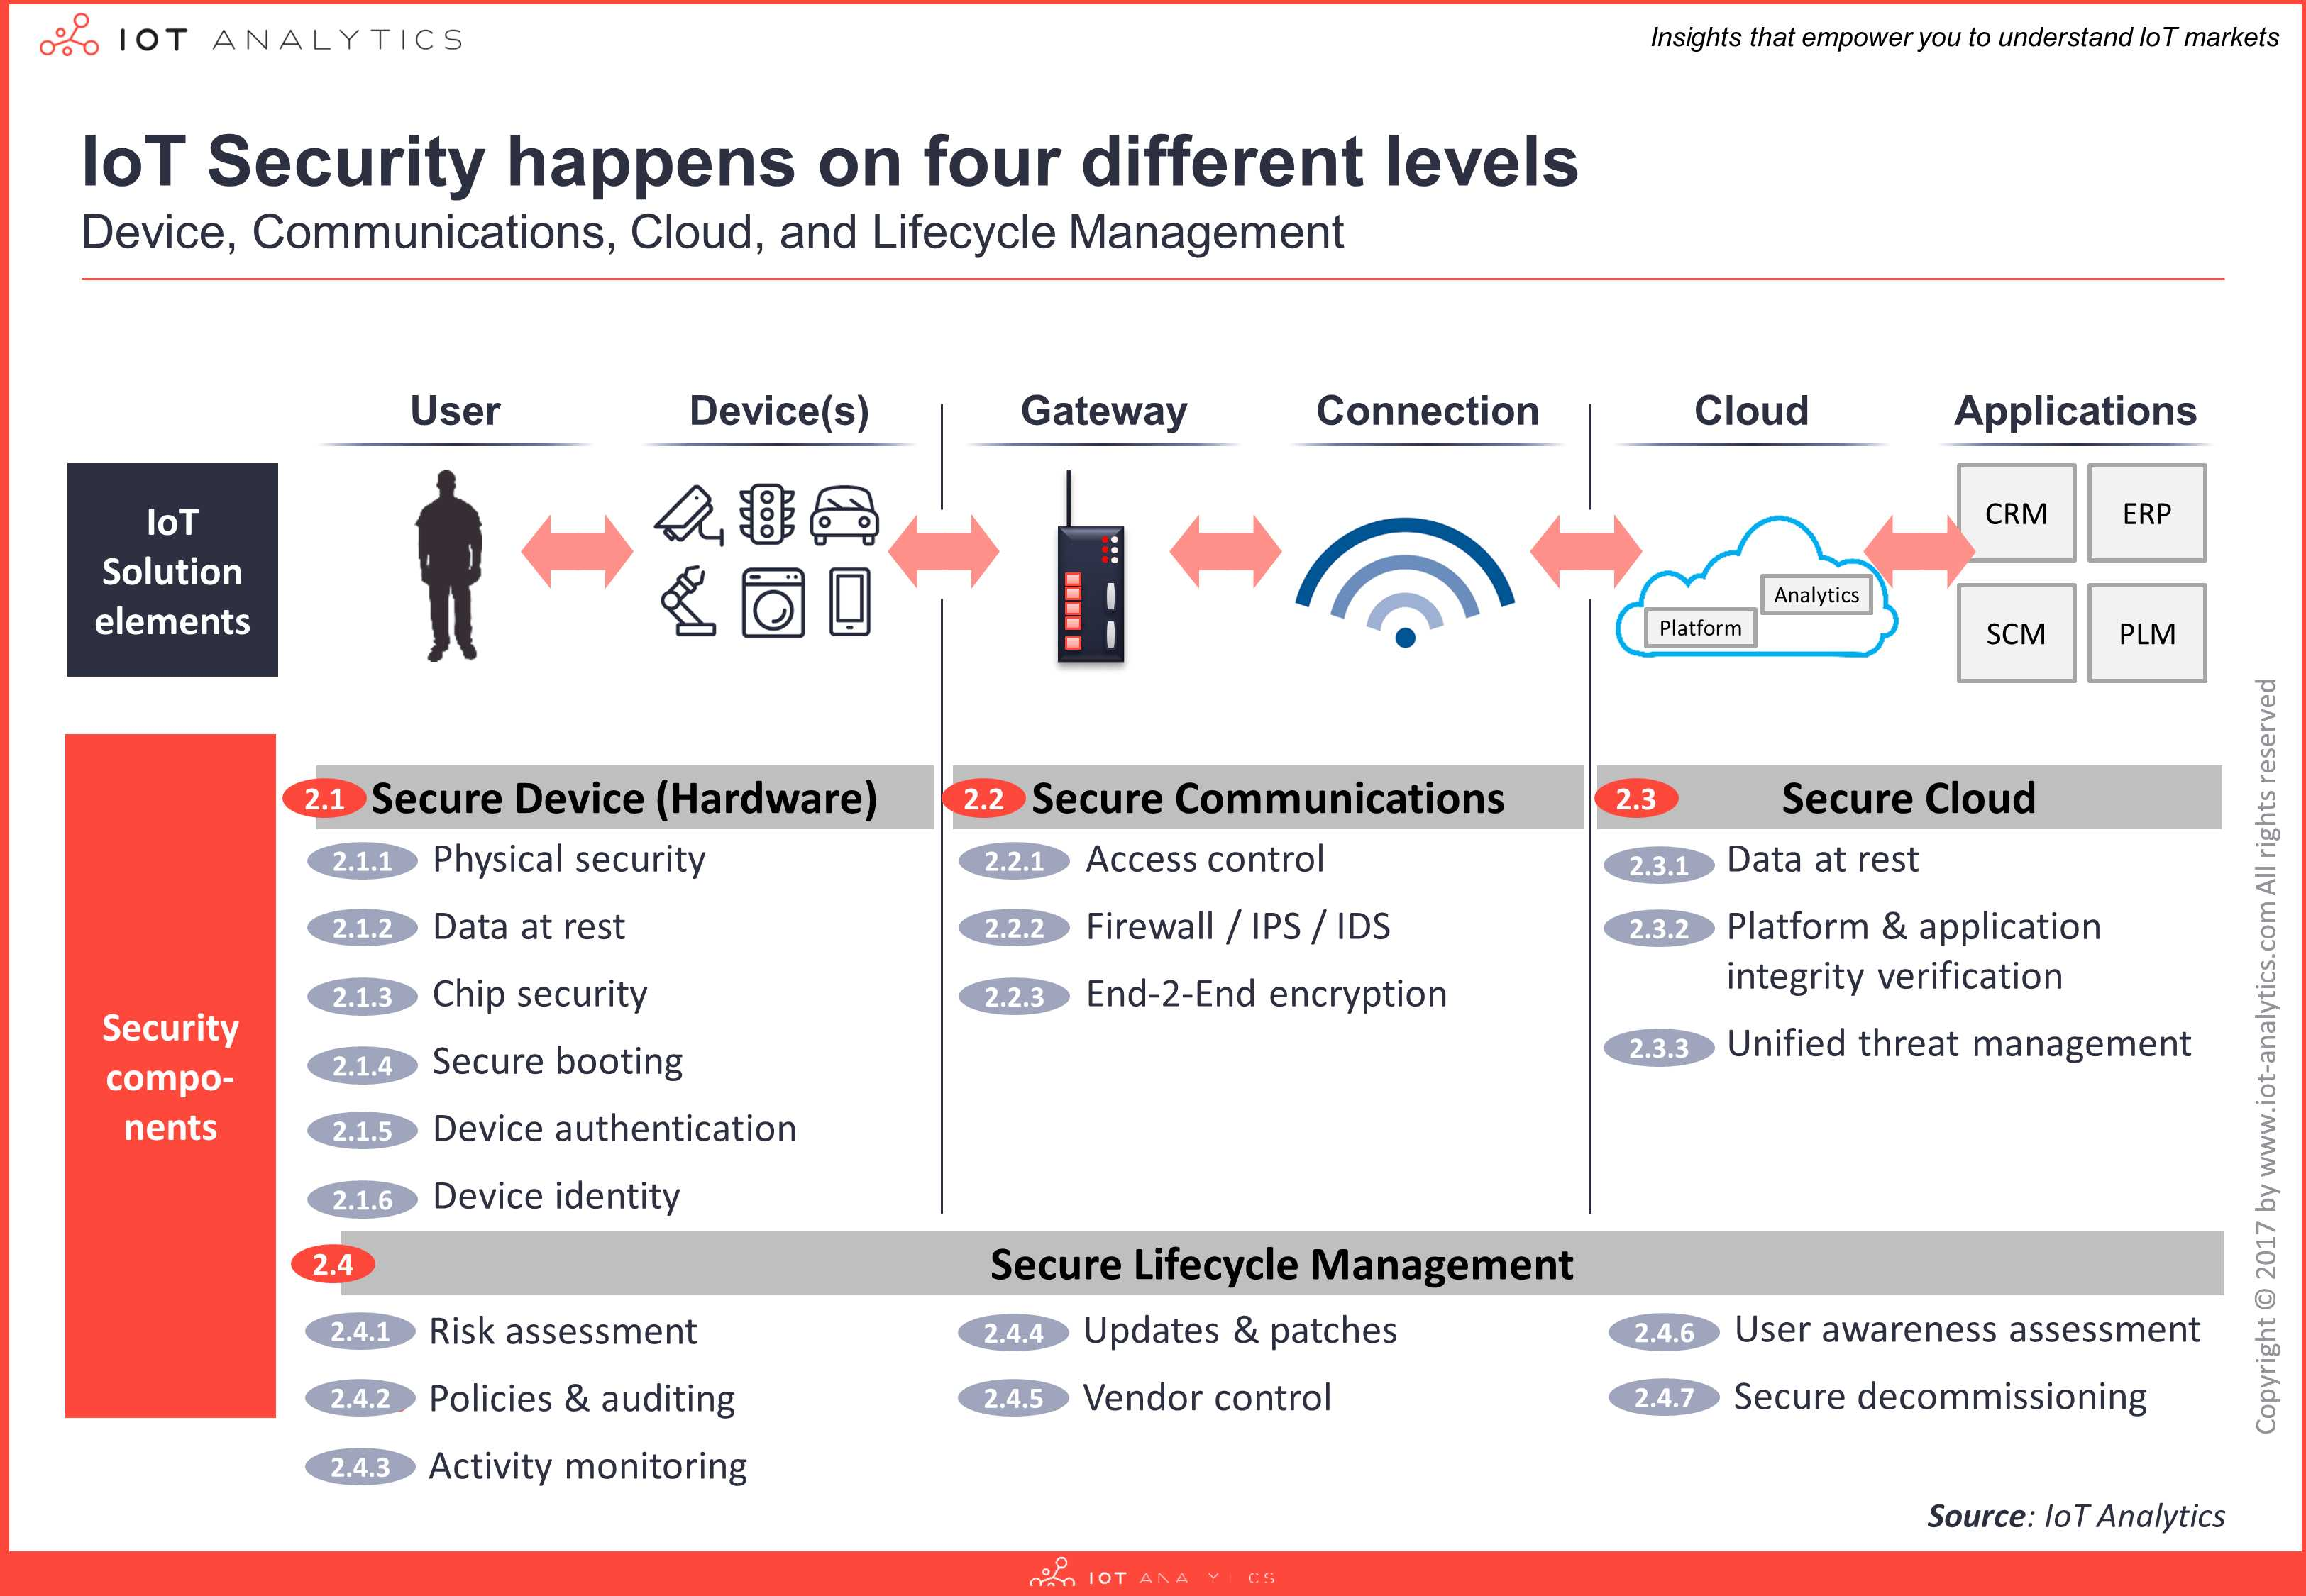 IOT ANALYTICS
Insights that empower you to understand IoT markets
IoT Security happens on four different levels
Device, Communications, Cloud, and Lifecycle Management
User
Device(s)
Gateway
Connection
Cloud
Applications
IoT
Solution
elements
Platform
Analytics
CRM
ERP
SCM
PLM
Security
compo-
nents
2.1 Secure Device (Hardware)
2.1.1 Physical security
2.1.2 Data at rest
2.1.3 Chip security
2.1.4 Secure booting
2.1.5 Device authentication
2.1.6 Device identity
2.2 Secure Communications
2.2.1 Access control
2.2.2 Firewall / IPS / IDS
2.2.3 End-2-End encryption
2.3 Secure Cloud
2.3.1 Data at rest
2.3.2 Platform & application
integrity verification
2.3.3 Unified threat management
2.4 Secure Lifecycle Management
2.4.1 Risk assessment
2.4.2 Policies & auditing
2.4.3 Activity monitoring
2.4.4 Updates & patches
2.4.5 Vendor control
2.4.6 User awareness assessment
2.4.7 Secure decommissioning
Copyright © 2017 by www.iot-analytics.com All rights reserved
Source: IoT Analytics
IOT